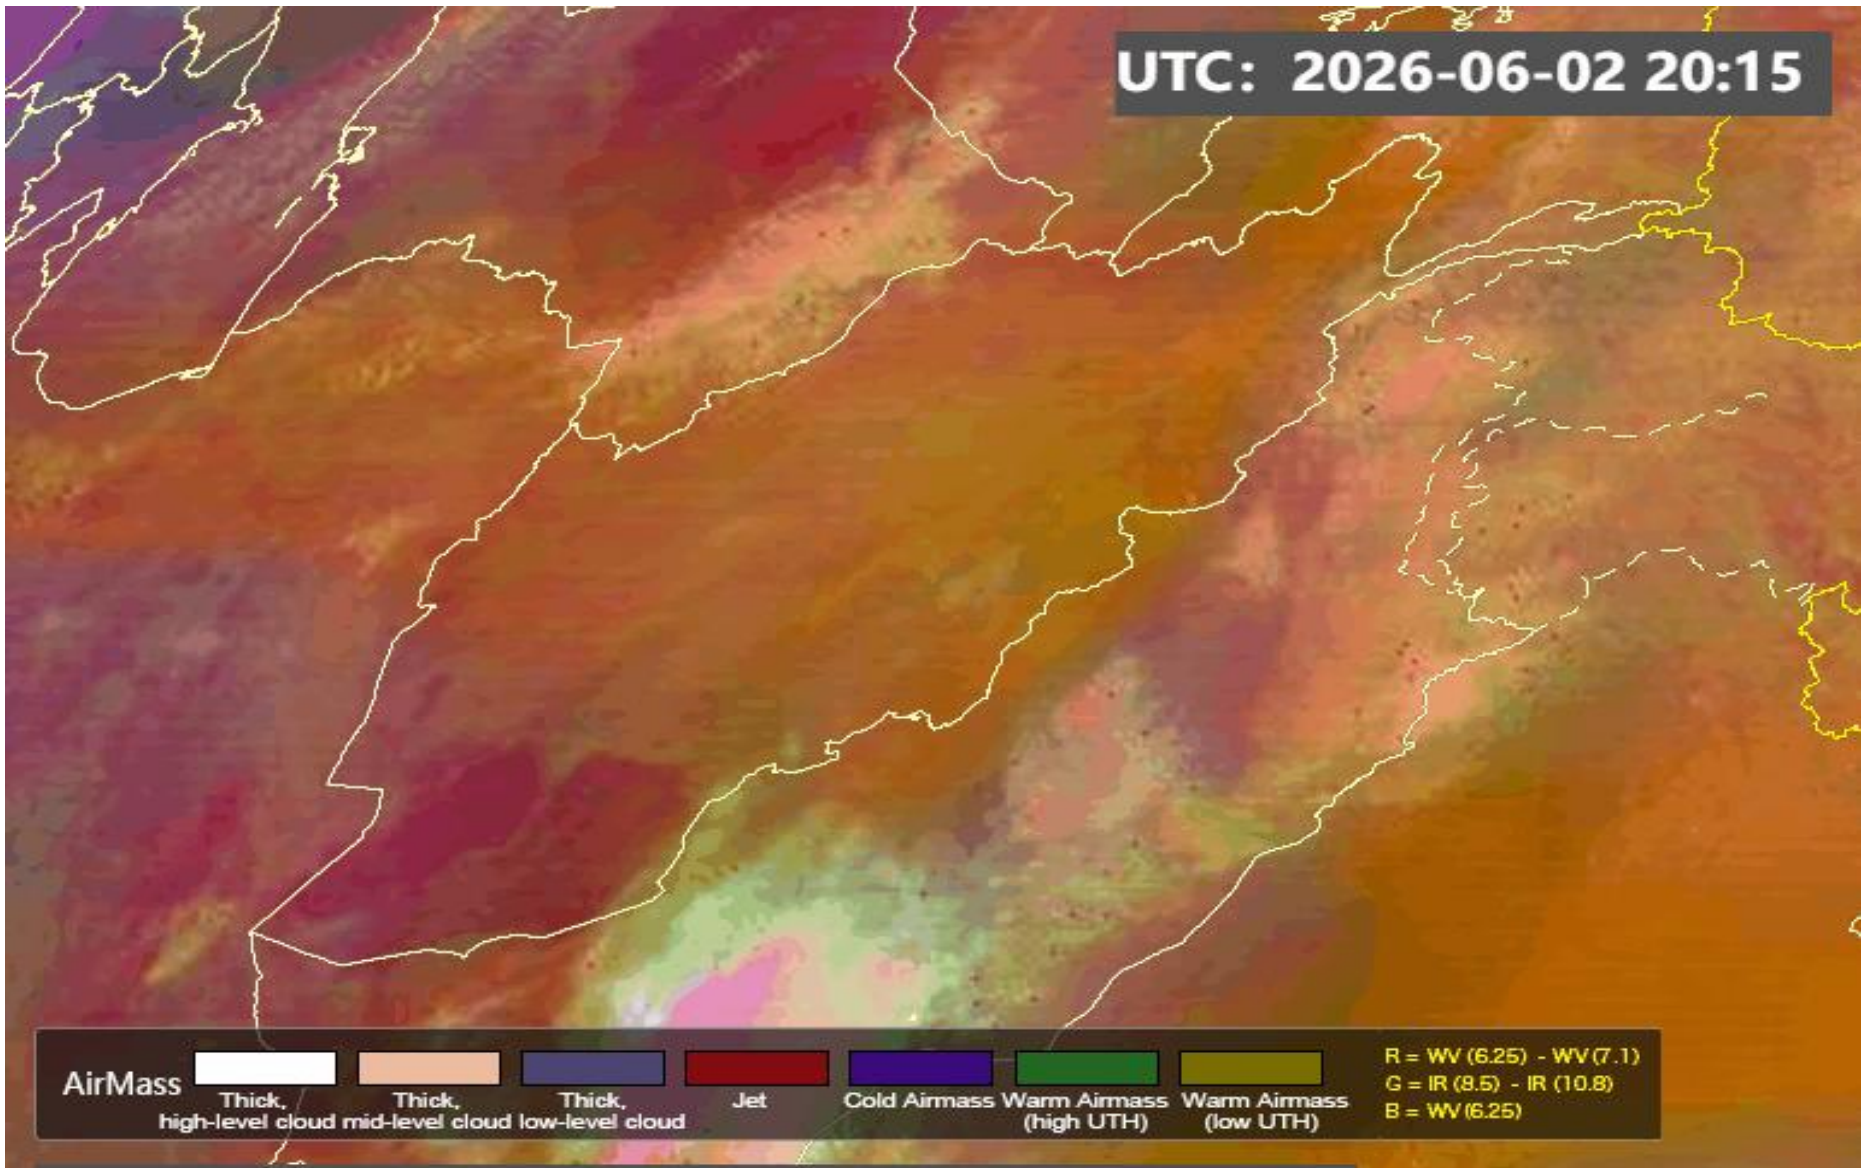 UTC: 2026-06-02 20:15
AirMass
Thick, high-level cloud
Thick, mid-level cloud
Thick, low-level cloud
Jet
Cold Airmass
Warm Airmass (high UTH)
Warm Airmass (low UTH)
R = WV (6.25) - WV (7.1)
G = IR (8.5) - IR (10.8)
B = WV (6.25)